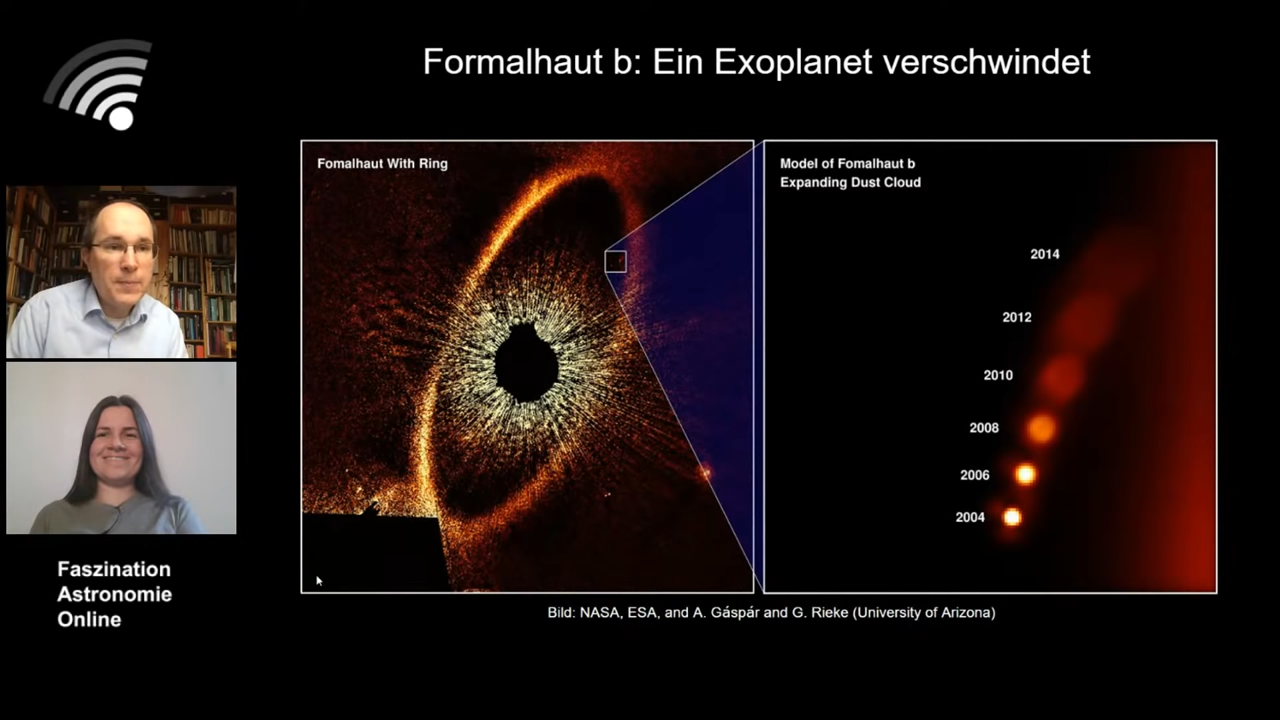 Formalhaut b: Ein Exoplanet verschwindet
Fomalhaut With Ring
Model of Fomalhaut b
Expanding Dust Cloud
2014
2012
2010
2008
2006
2004
Faszination
Astronomie
Online
Bild: NASA, ESA, and A. Gáspár and G. Rieke (University of Arizona)